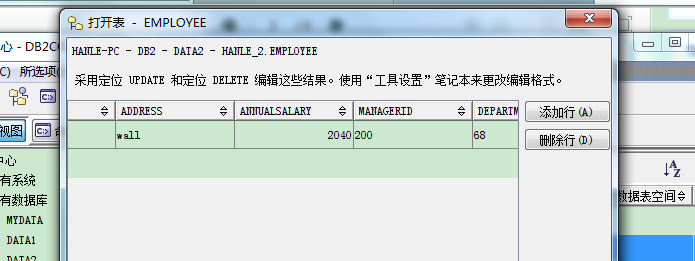 打开表 - EMPLOYEE
心 - DB2CO
HANLE-PC - DB2 - DATA2 - HANLE_2.EMPLOYEE
C) 所选项(
采用定位 UPDATE 和定位 DELETE 编辑这些结果。使用“工具设置”笔记本来更改编辑格式。
ADDRESS ANNUALSALARY MANAGERID DEPARTM
添加行(A)
视图
wall 2040 200 68
删除行(D)
中心
有系统
有数据库
数据表空间
MYDATA
DATA1
DATA2